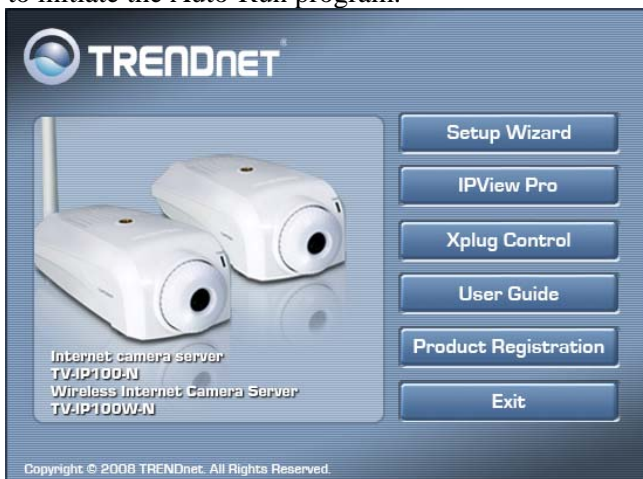 to initiate the Auto-Run program.
TRENDNET
Setup Wizard
IPView Pro
Xplug Control
User Guide
Product Registration
Exit
Internet camera server
TV-IP100-N
Wireless Internet Camera Server
TV-IP100W-N
Copyright © 2008 TRENDnet. All Rights Reserved.